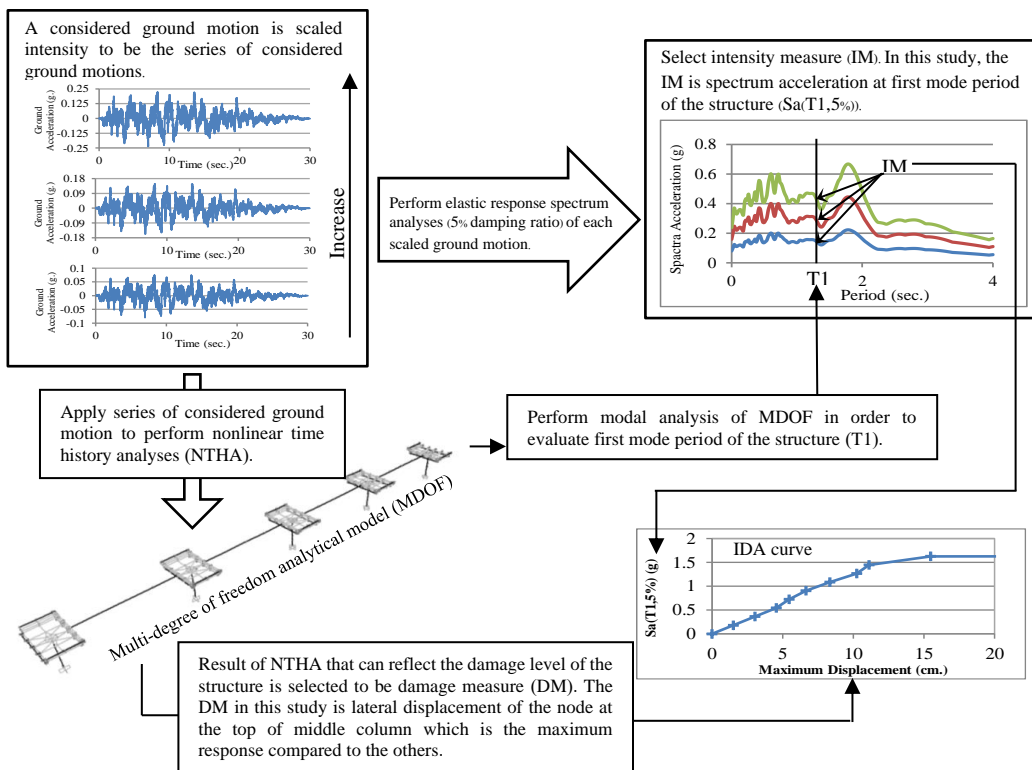 A considered ground motion is scaled
intensity to be the series of considered
ground motions.
Ground
Acceleration (g.)
0.25
0.125
0
-0.125
-0.25
0 10 20 30
Time (sec.)
Ground
Acceleration (g.)
0.18
0.09
0
-0.09
-0.18
0 10 20 30
Time (sec.)
Ground
Acceleration (g.)
0.1
0.05
0
-0.05
-0.1
0 10 20 30
Time (sec.)
Increase
Perform elastic response spectrum
analyses (5% damping ratio) of each
scaled ground motion.
Select intensity measure (IM). In this study, the
IM is spectrum acceleration at first mode period
of the structure (Sa(T1,5%)).
Spactra Acceleration (g)
0.8
0.6
0.4
0.2
0
IM
0 2 4
T1
Period (sec.)
Apply series of considered ground
motion to perform nonlinear time
history analyses (NTHA).
Perform modal analysis of MDOF in order to
evaluate first mode period of the structure (T1).
Multi-degree of freedom analytical model (MDOF)
IDA curve
Sa(T1,5%) (g)
2
1.5
1
0.5
0
0 5 10 15 20
Maximum Displacement (cm.)
Result of NTHA that can reflect the damage level of the
structure is selected to be damage measure (DM). The
DM in this study is lateral displacement of the node at
the top of middle column which is the maximum
response compared to the others.